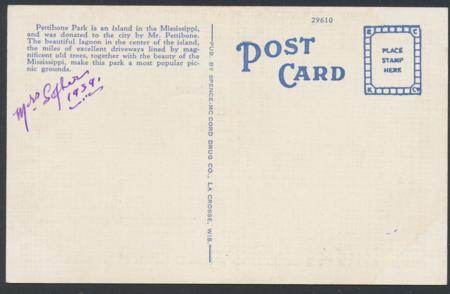 Pettibone Park is an Island in the Mississippi,
and was donated to the city by Mr. Pettibone.
The beautiful lagoon in the center of the island,
the miles of excellent driveways lined by mag-
nificent old trees, together with the beauty of the
Mississippi, make this park a most popular pic-
nic grounds.
1939.
PUB. BY SPENCE-MC CORD DRUG CO., LA CROSSE, WIS.
29610
POST
CARD
PLACE
STAMP
HERE